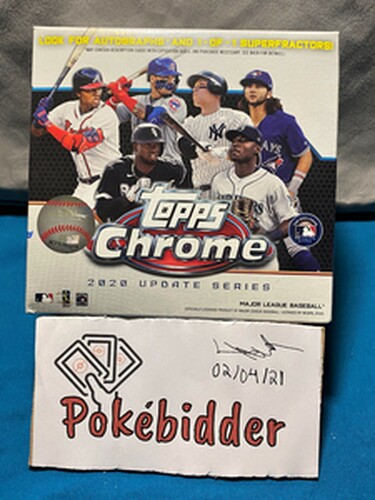 LOOK FOR AUTOGRAPHS AND 1-OF-1 SUPERFRACTORS!
topps
Chrome
2020 UPDATE SERIES
MAJOR LEAGUE BASEBALL
02/04/21
Pokébidder